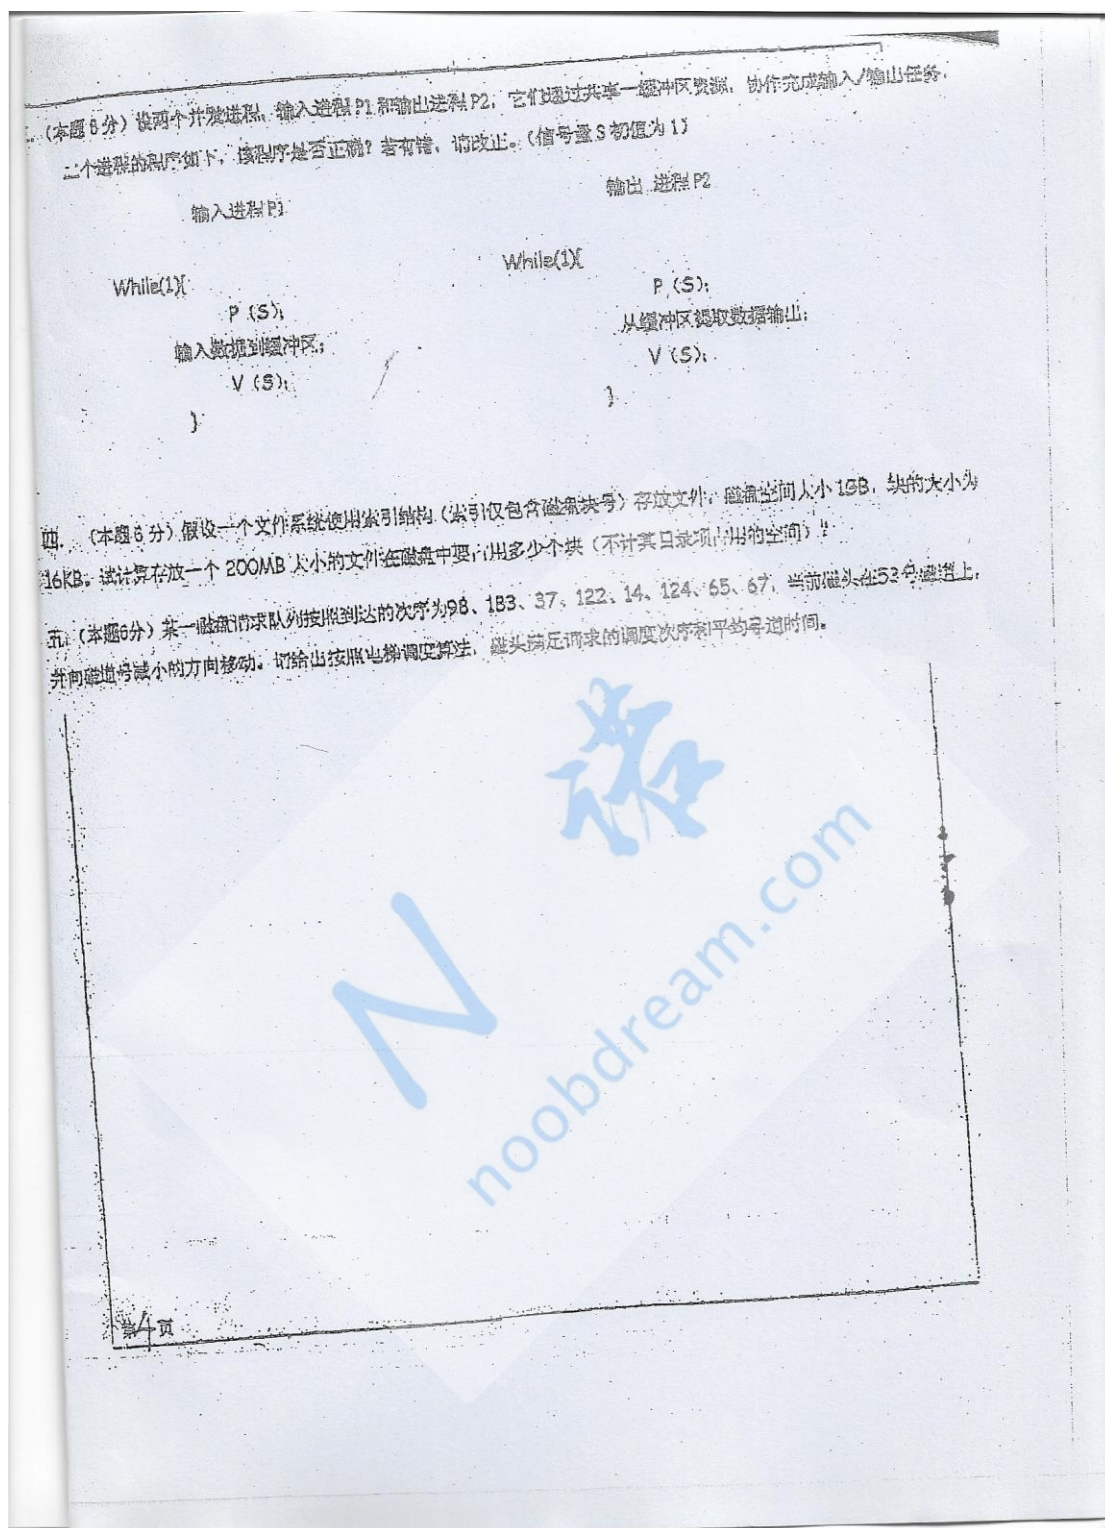 (本题8分)设两个并发进程,输入进程P1和输出进程P2,它们通过共享一缓冲区资源,协作完成输入/输出任务.
二个进程的程序如下,该程序是否正确?若有错,请改正。(信号量S初值为1)
输入进程P1
输出 进程P2
While(1){
P (S);
输入数据到缓冲区;
V (S);
}
While(1){
P (S);
从缓冲区提取数据输出;
V (S);
}
四. (本题6分)假设一个文件系统使用索引结构(索引仅包含磁盘块号)存放文件,磁盘空间大小1GB,块的大小为
16KB。试计算存放一个200MB大小的文件在磁盘中要占用多少个块(不计其目录项占用的空间)?
五.(本题6分)某一磁盘请求队列按照到达的次序为98、183、37、122、14、124、65、67,当前磁头在53号磁道上,
并向磁道号减小的方向移动。请给出按照电梯调度算法,磁头满足请求的调度次序和平均寻道时间。
N诺
noobdream.com
第4页